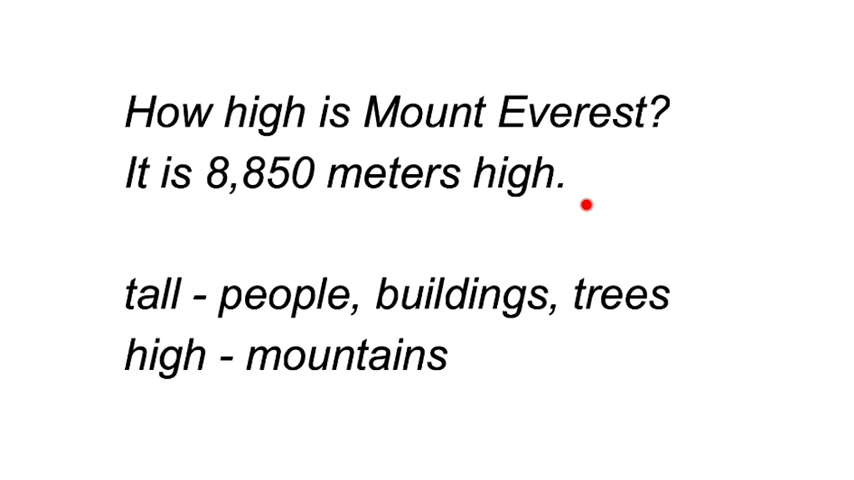 How high is Mount Everest?
It is 8,850 meters high.
tall - people, buildings, trees
high - mountains